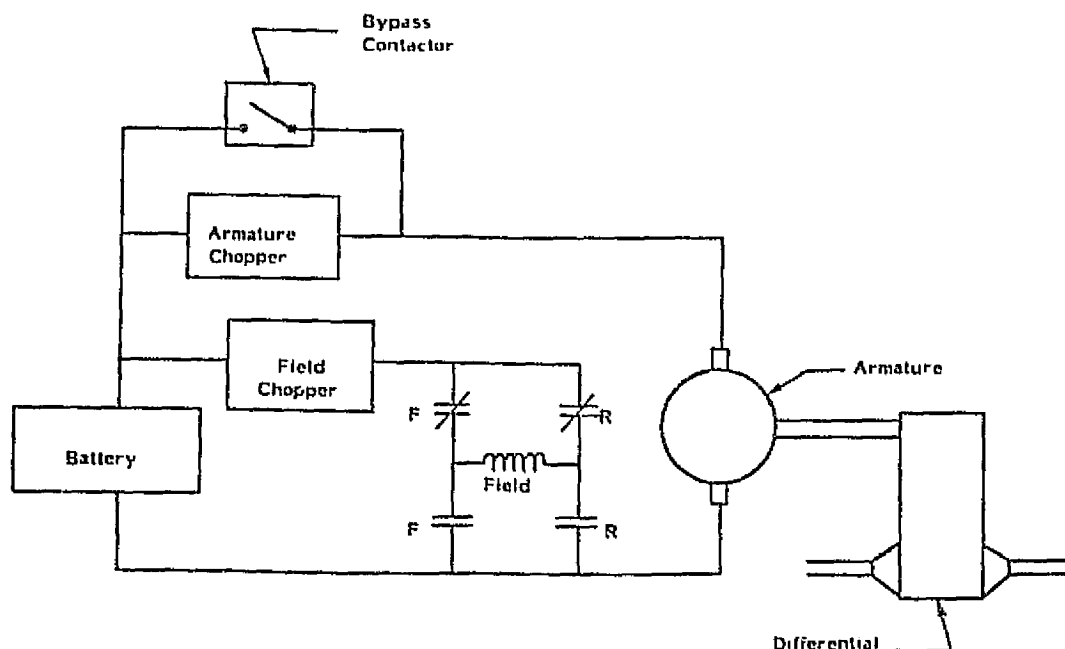 Bypass
Contactor
Armature
Chopper
Field
Chopper
Armature
F
R
Battery
Field
F
R
Differential